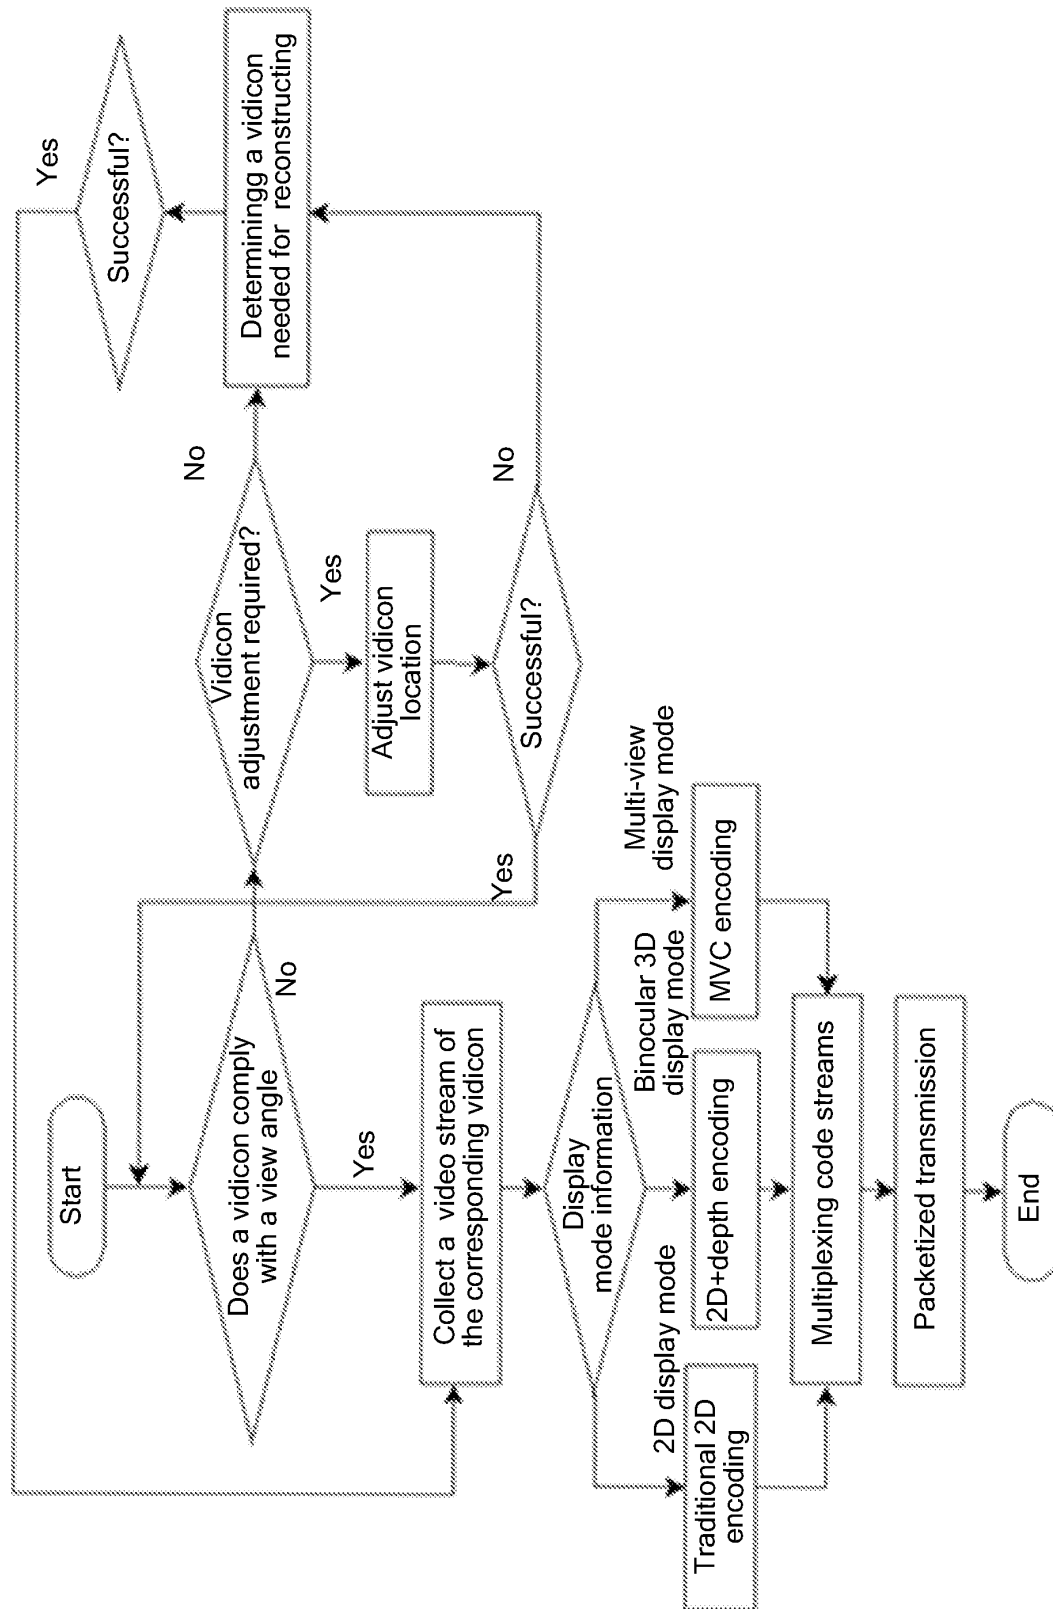 Start
Does a vidicon comply
with a view angle
No
Yes
Vidicon
adjustment required?
No
Yes
Adjust vidicon
location
Successful?
Yes
No
Determiningg a vidicon
needed for reconstructing
Successful?
Yes
Collect a video stream of
the corresponding vidicon
Display
mode information
2D display mode
Binocular 3D
display mode
Multi-view
display mode
Traditional 2D
encoding
2D+depth encoding
MVC encoding
Multiplexing code streams
Packetized transmission
End